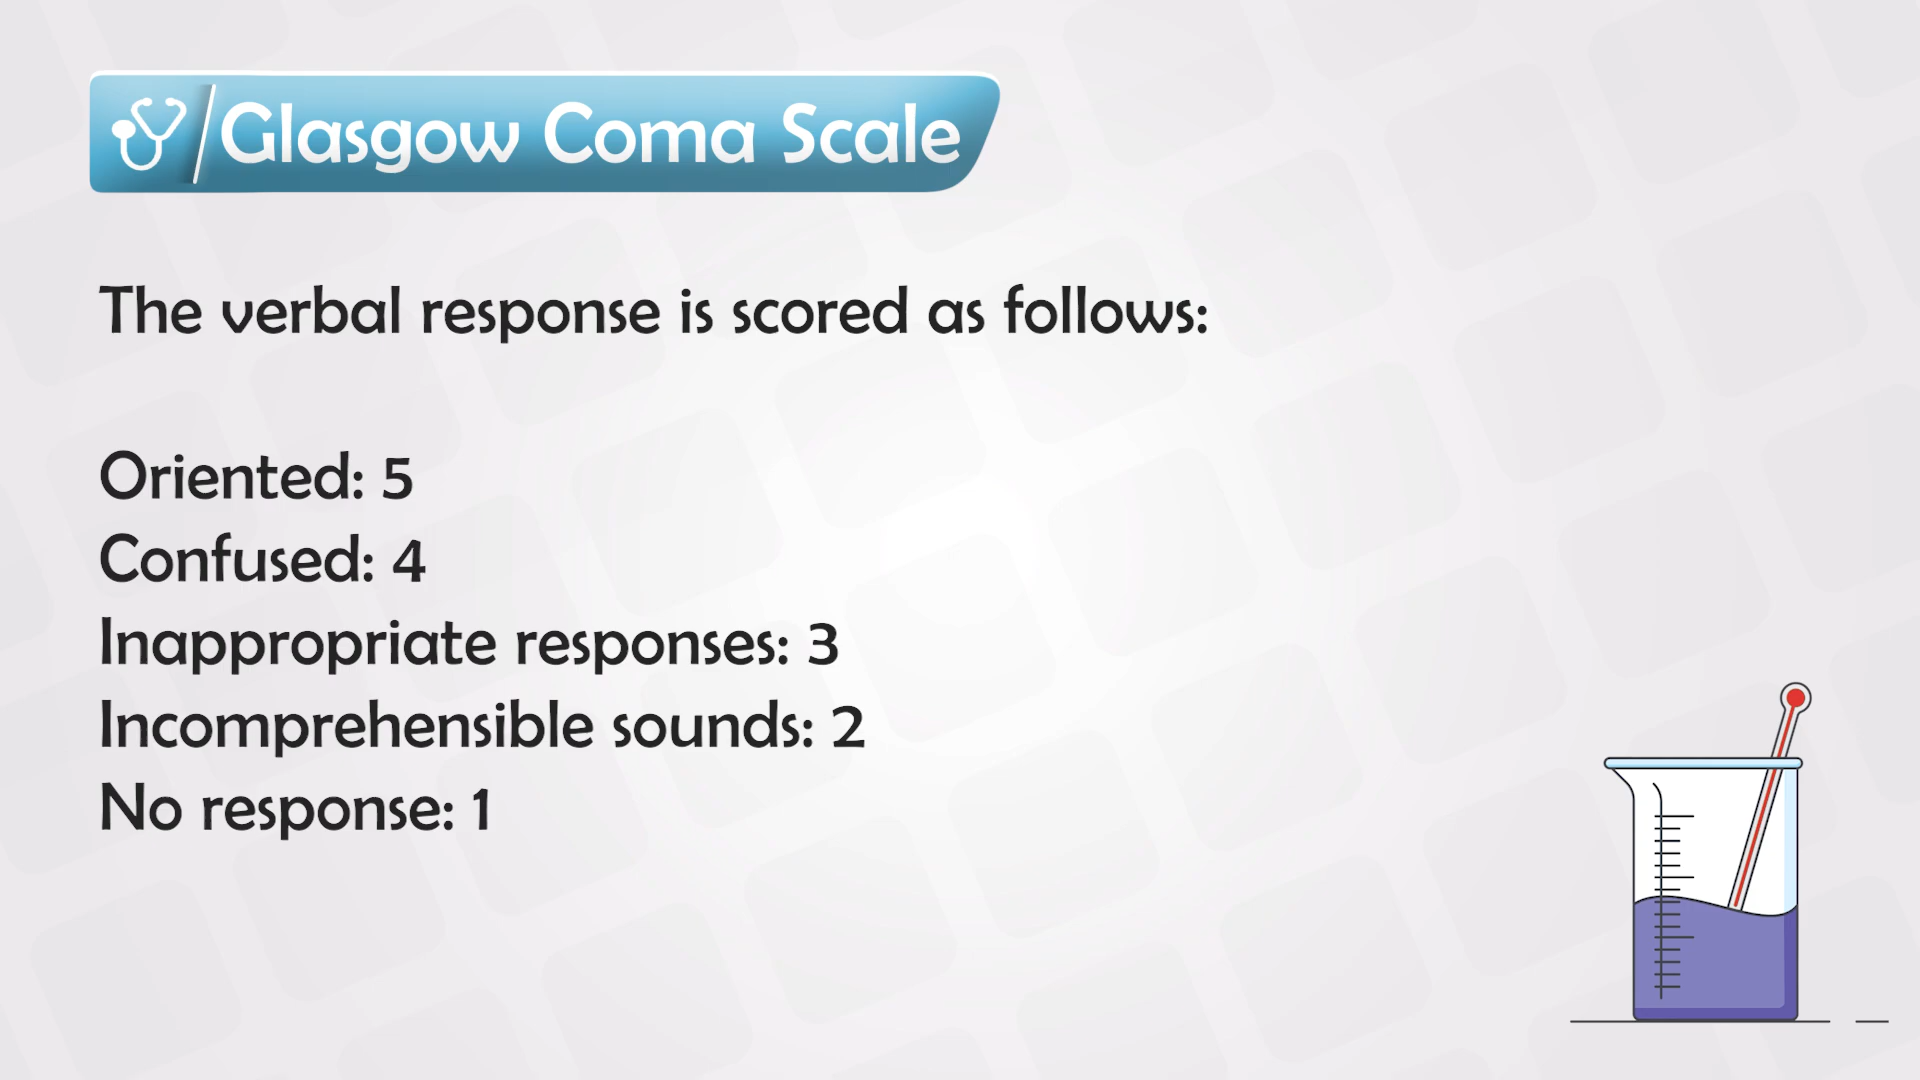 Glasgow Coma Scale
The verbal response is scored as follows:
Oriented: 5
Confused: 4
Inappropriate responses: 3
Incomprehensible sounds: 2
No response: 1